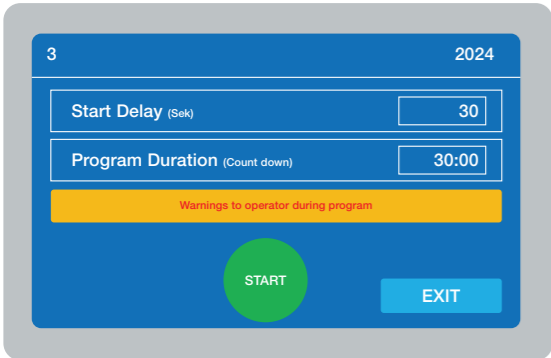 3 2024
Start Delay (Sek) 30
Program Duration (Count down) 30:00
Warnings to operator during program
START
EXIT